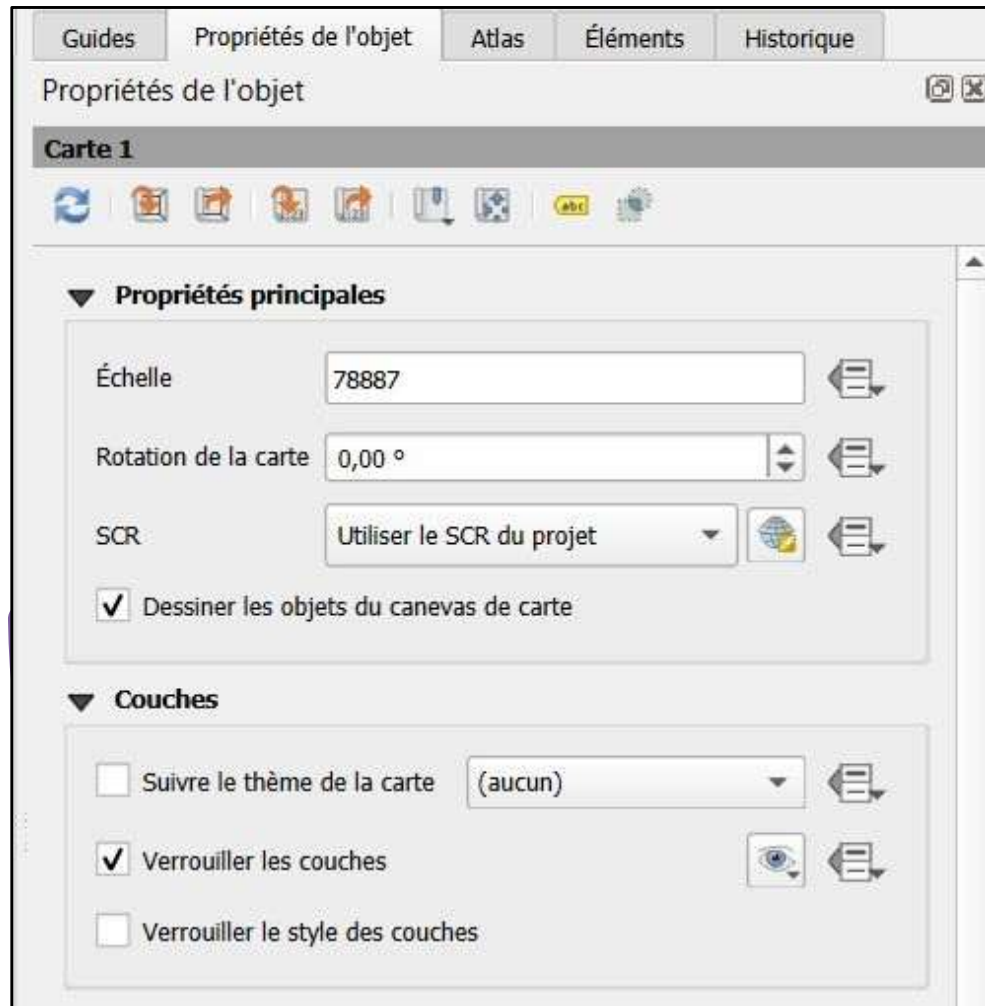 Guides Propriétés de l'objet Atlas Éléments Historique
Propriétés de l'objet
Carte 1
abc
Propriétés principales
Échelle 78887
Rotation de la carte 0,00 °
SCR Utiliser le SCR du projet
Dessiner les objets du canevas de carte
Couches
Suivre le thème de la carte (aucun)
Verrouiller les couches
Verrouiller le style des couches